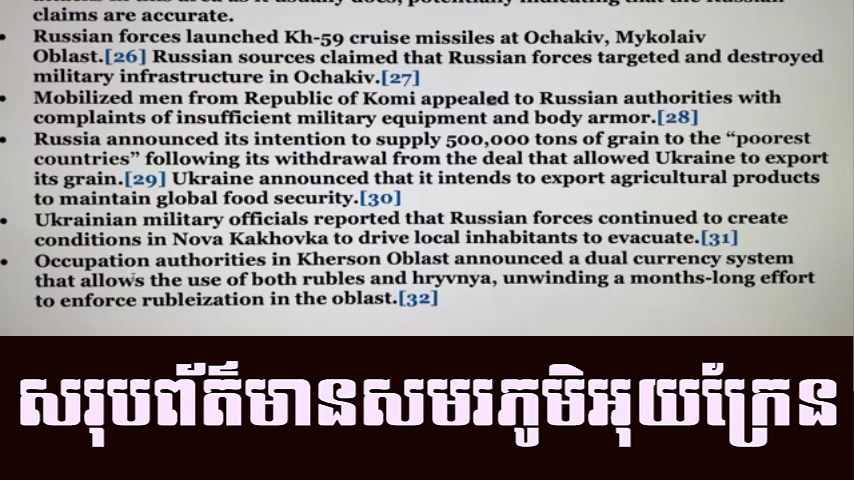 claims are accurate.
• Russian forces launched Kh-59 cruise missiles at Ochakiv, Mykolaiv
Oblast.[26] Russian sources claimed that Russian forces targeted and destroyed
military infrastructure in Ochakiv.[27]
• Mobilized men from Republic of Komi appealed to Russian authorities with
complaints of insufficient military equipment and body armor.[28]
• Russia announced its intention to supply 500,000 tons of grain to the “poorest
countries” following its withdrawal from the deal that allowed Ukraine to export
its grain.[29] Ukraine announced that it intends to export agricultural products
to maintain global food security.[30]
• Ukrainian military officials reported that Russian forces continued to create
conditions in Nova Kakhovka to drive local inhabitants to evacuate.[31]
• Occupation authorities in Kherson Oblast announced a dual currency system
that allows the use of both rubles and hryvnya, unwinding a months-long effort
to enforce rubleization in the oblast.[32]
សរុបព័ត៌មានសមរភូមិអុយក្រែន